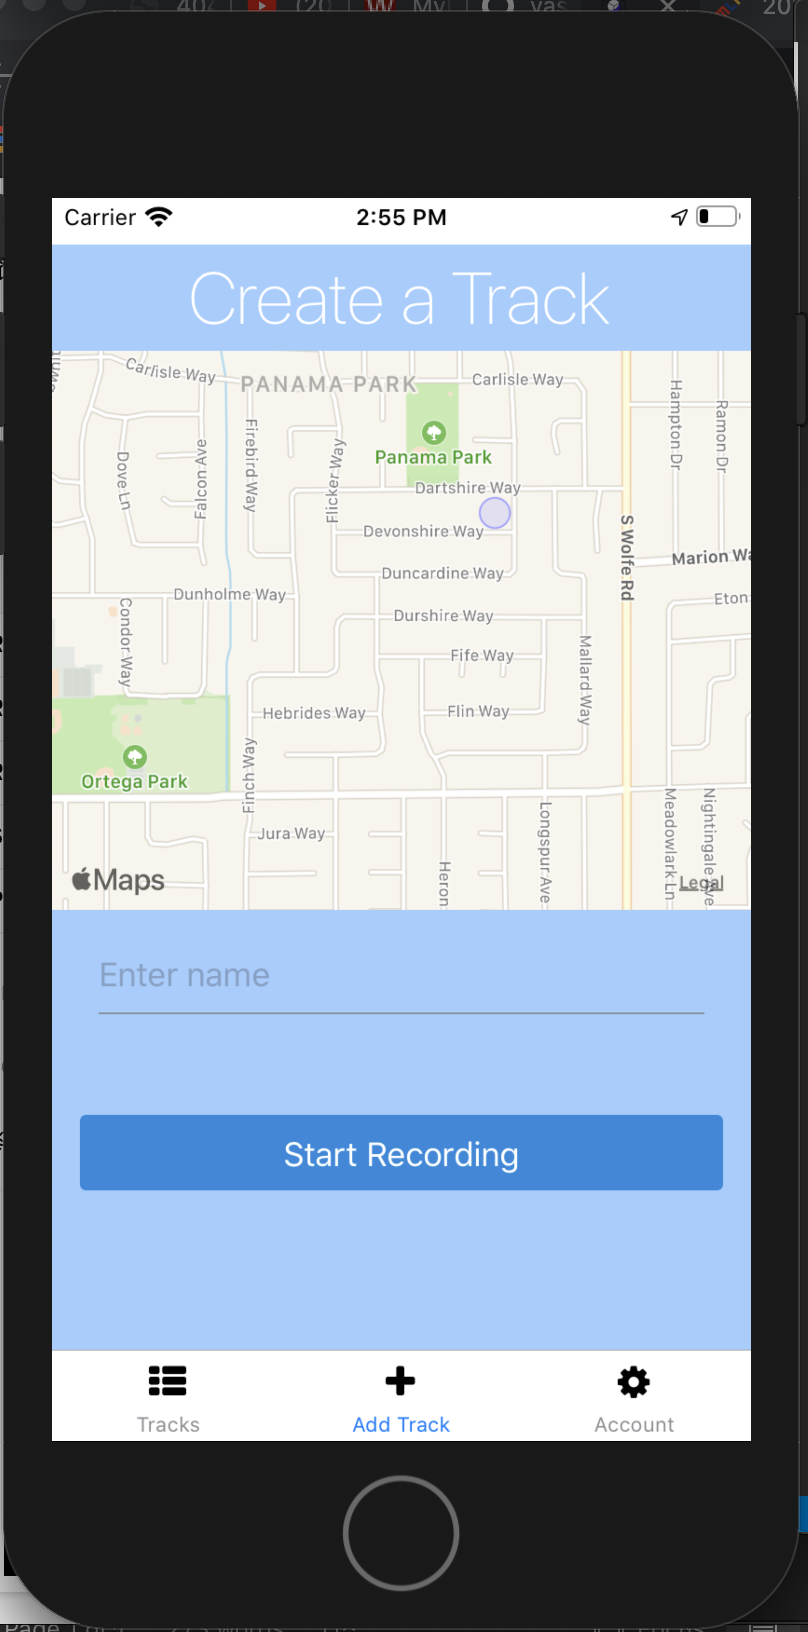 Carrier
2:55 PM
Create a Track
Carlisle Way
PANAMA PARK
Carlisle Way
Hampton Dr
Ramon Dr
Dove Ln
Falcon Ave
Firebird Way
Flicker Way
Panama Park
Dartshire Way
Devonshire Way
S Wolfe Rd
Marion Wa
Duncardine Way
Dunholme Way
Eton
Condor Way
Durshire Way
Fife Way
Mallard Way
Hebrides Way
Flin Way
Finch Way
Ortega Park
Jura Way
Heron
Longspur Ave
Meadowlark Ln
Nightingale Ave
Maps
Legal
Enter name
Start Recording
Tracks
Add Track
Account